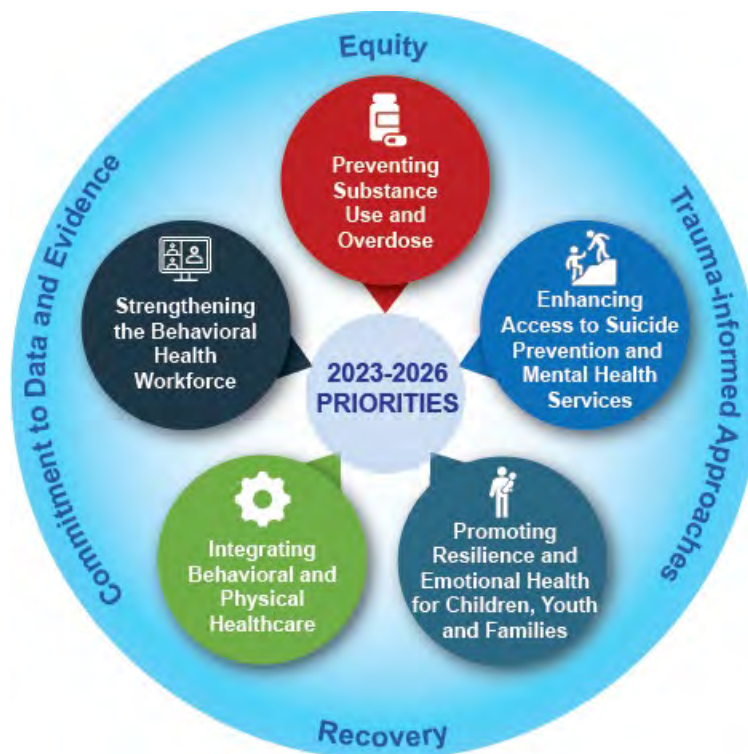 Equity
Preventing
Substance
Use and
Overdose
Trauma-informed Approaches
Enhancing
Access to Suicide
Prevention and
Mental Health
Services
Promoting
Resilience and
Emotional Health
for Children, Youth
and Families
Recovery
Integrating
Behavioral and
Physical
Healthcare
Commitment to Data and Evidence
Strengthening
the Behavioral
Health
Workforce
2023-2026
PRIORITIES